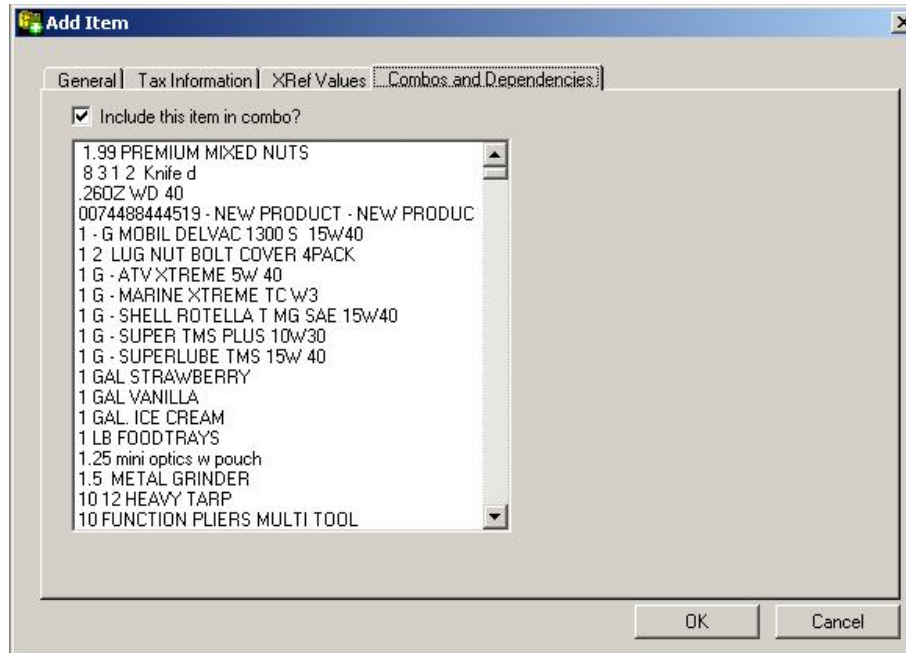 Add Item
General Tax Information XRef Values Combos and Dependencies
Include this item in combo?
1.99 PREMIUM MIXED NUTS
8 3 1 2 Knife d
.26OZ WD 40
0074488444519 - NEW PRODUCT - NEW PRODUC
1 - G MOBIL DELVAC 1300 S 15W40
1 2 LUG NUT BOLT COVER 4PACK
1 G - ATV XTREME 5W 40
1 G - MARINE XTREME TC W3
1 G - SHELL ROTELLA T MG SAE 15W40
1 G - SUPER TMS PLUS 10W30
1 G - SUPERLUBE TMS 15W 40
1 GAL STRAWBERRY
1 GAL VANILLA
1 GAL. ICE CREAM
1 LB FOODTRAYS
1.25 mini optics w pouch
1.5 METAL GRINDER
10 12 HEAVY TARP
10 FUNCTION PLIERS MULTI TOOL
OK Cancel